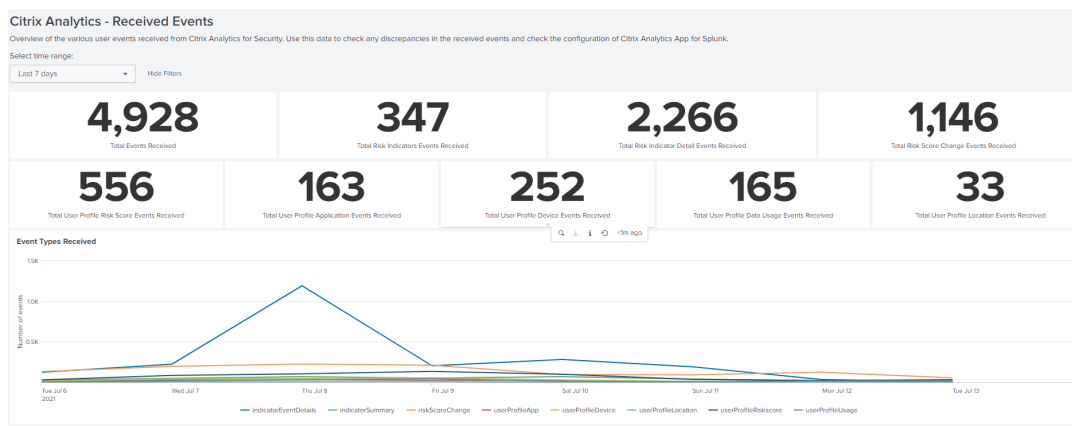 Citrix Analytics - Received Events
Overview of the various user events received from Citrix Analytics for Security. Use this data to check any discrepancies in the received events and check the configuration of Citrix Analytics App for Splunk.
Select time range:
Last 7 days
Hide Filters
4,928
347
2,266
1,146
Total Events Received
Total Risk Indicators Events Received
Total Risk Indicator Detail Events Received
Total Risk Score Change Events Received
556
163
252
165
33
Total User Profile Risk Score Events Received
Total User Profile Application Events Received
Total User Profile Device Events Received
Total User Profile Data Usage Events Received
Total User Profile Location Events Received
<1m ago
Event Types Received
1.5K
1.0K
0.5K
Number of events
Tue Jul 6
2021
Wed Jul 7
Thu Jul 8
Fri Jul 9
Sat Jul 10
Sun Jul 11
Mon Jul 12
Tue Jul 13
indicatorEventDetails
indicatorSummary
riskScoreChange
userProfileApp
userProfileDevice
userProfileLocation
userProfileRiskscore
userProfileUsage